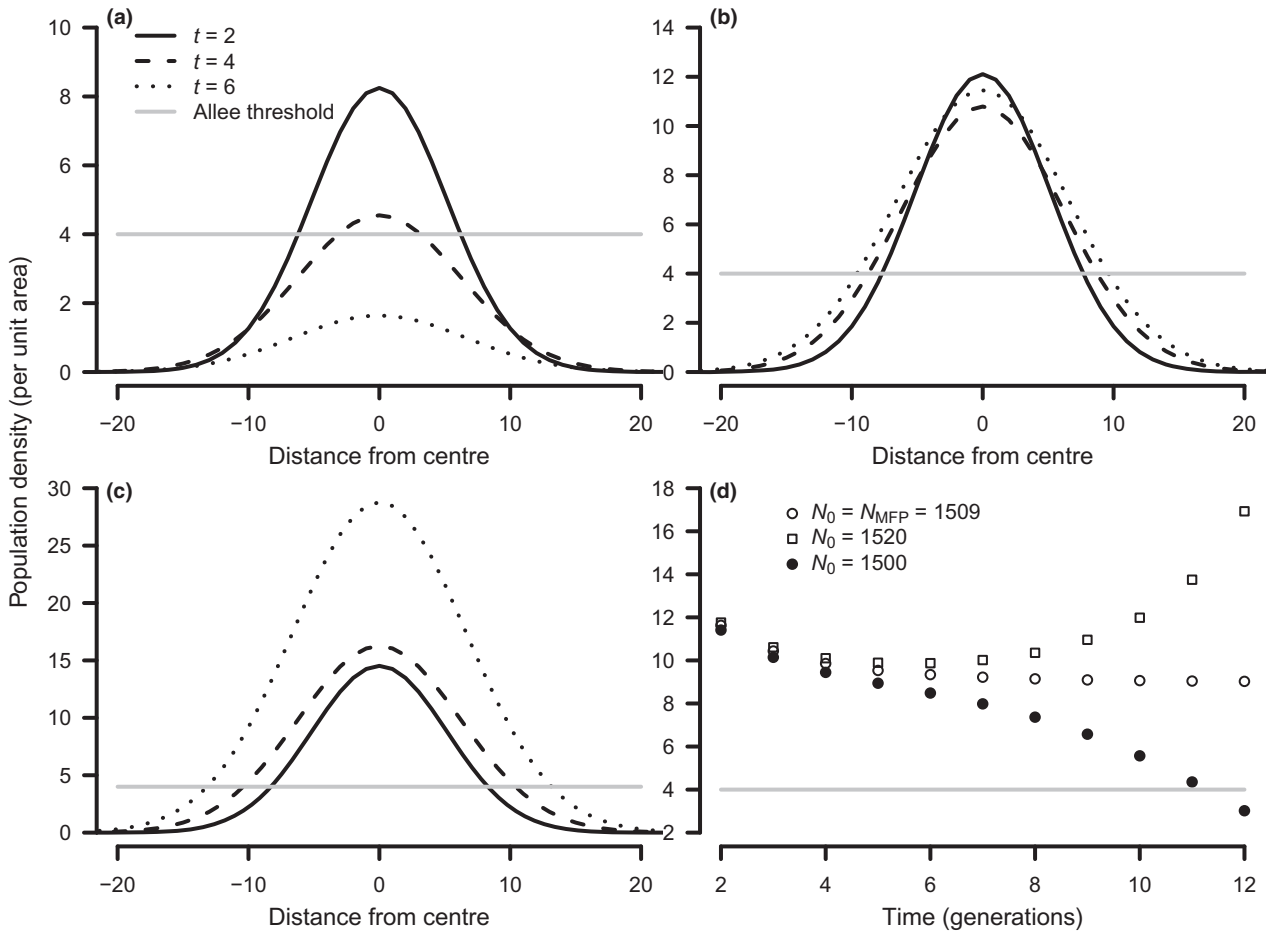 Population density (per unit area)
(a)
10
8
6
4
2
0
t = 2
t = 4
t = 6
Allee threshold
−20 −10 0 10 20
Distance from centre
(b)
14
12
10
8
6
4
2
0
−20 −10 0 10 20
Distance from centre
(c)
30
25
20
15
10
5
0
−20 −10 0 10 20
Distance from centre
(d)
18
16
14
12
10
8
6
4
2
N0 = NMFP = 1509
N0 = 1520
N0 = 1500
2 4 6 8 10 12
Time (generations)